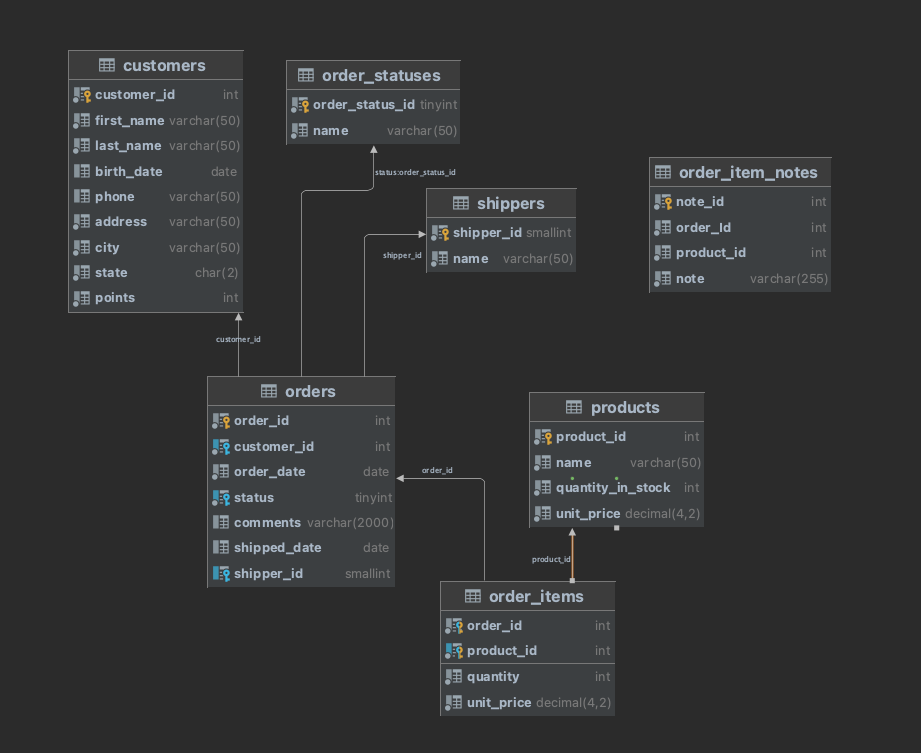 customers
customer_id int
first_name varchar(50)
last_name varchar(50)
birth_date date
phone varchar(50)
address varchar(50)
city varchar(50)
state char(2)
points int
order_statuses
order_status_id tinyint
name varchar(50)
status:order_status_id
shippers
shipper_id smallint
name varchar(50)
shipper_id
order_item_notes
note_id int
order_Id int
product_id int
note varchar(255)
customer_id
orders
order_id int
customer_id int
order_date date
status tinyint
comments varchar(2000)
shipped_date date
shipper_id smallint
order_id
products
product_id int
name varchar(50)
quantity_in_stock int
unit_price decimal(4,2)
product_id
order_items
order_id int
product_id int
quantity int
unit_price decimal(4,2)